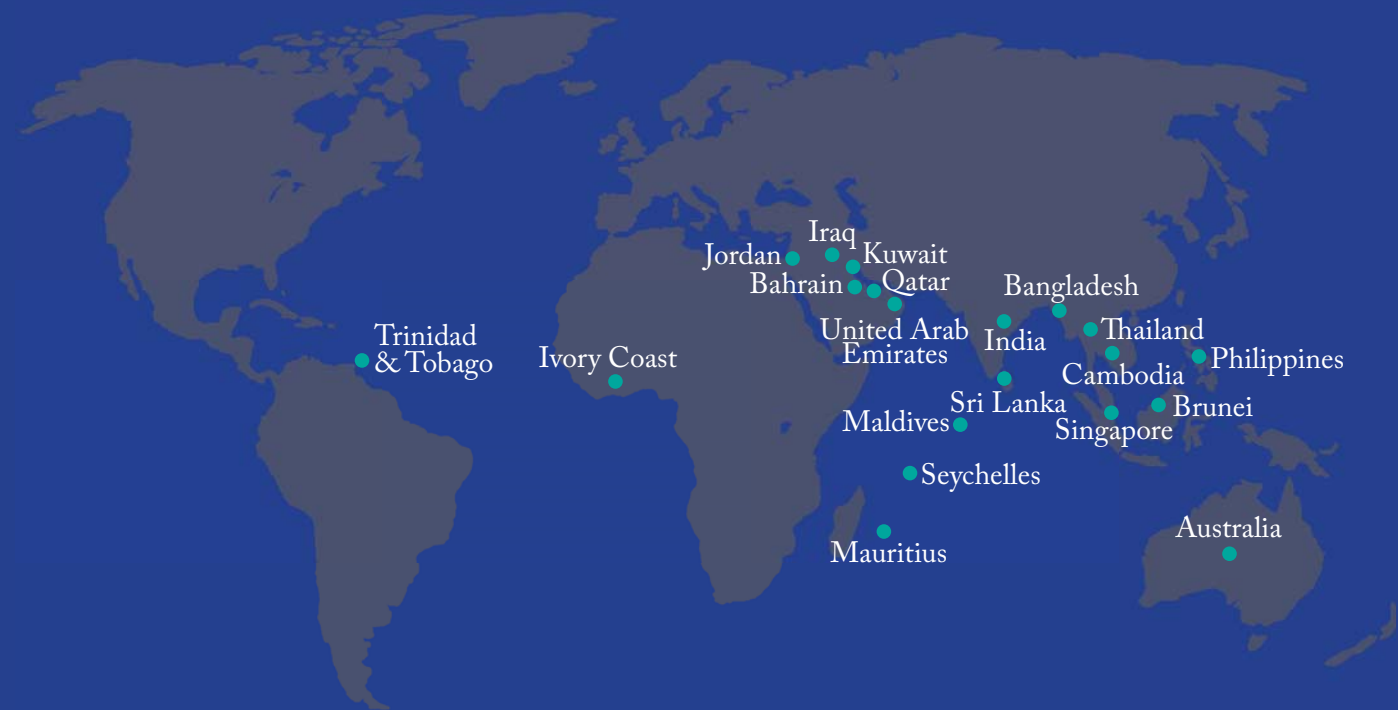 Iraq
Jordan
Kuwait
Bahrain
Qatar
Bangladesh
United Arab
Emirates
India
Thailand
Trinidad
& Tobago
Ivory Coast
Philippines
Cambodia
Sri Lanka
Brunei
Maldives
Singapore
Seychelles
Australia
Mauritius